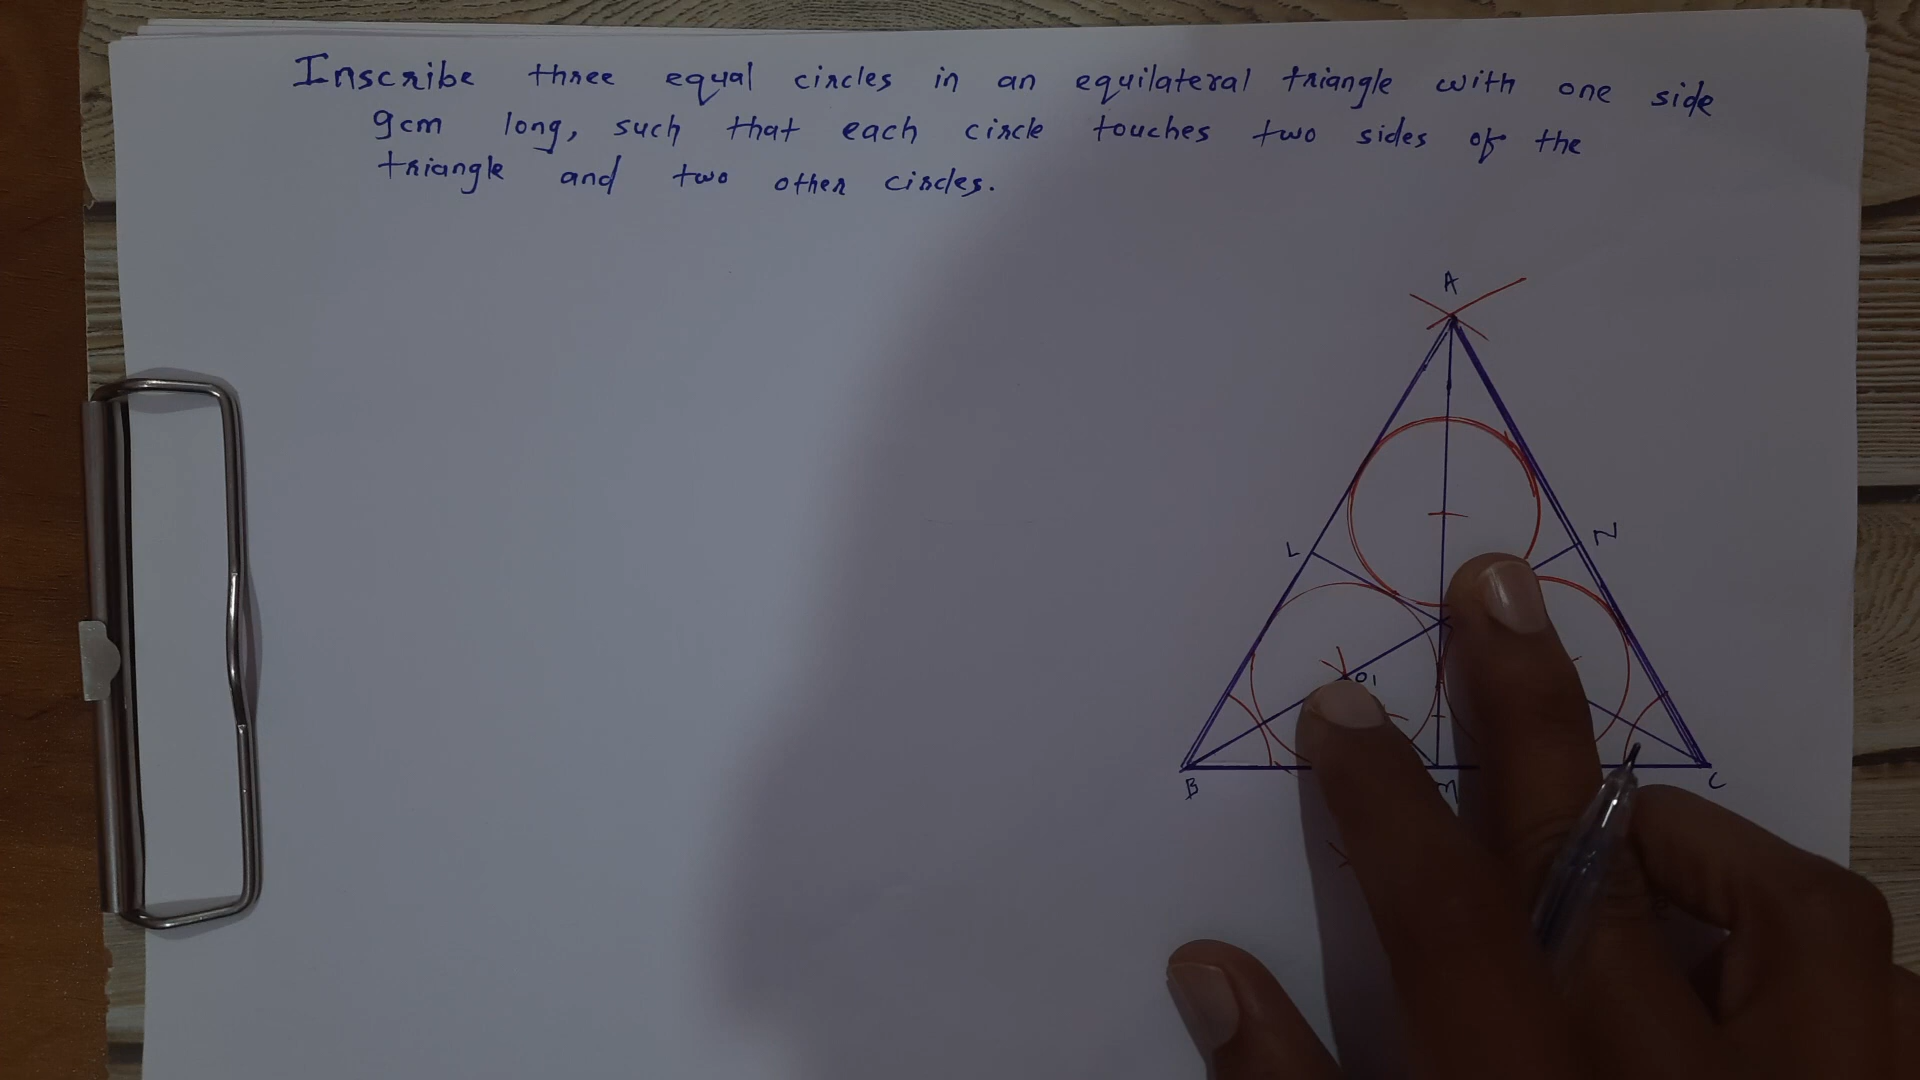 Inscribe three equal circles in an equilateral triangle with one side
9cm long, such that each circle touches two sides of the
triangle and two other circles.
A
L
N
O1
B
M
C